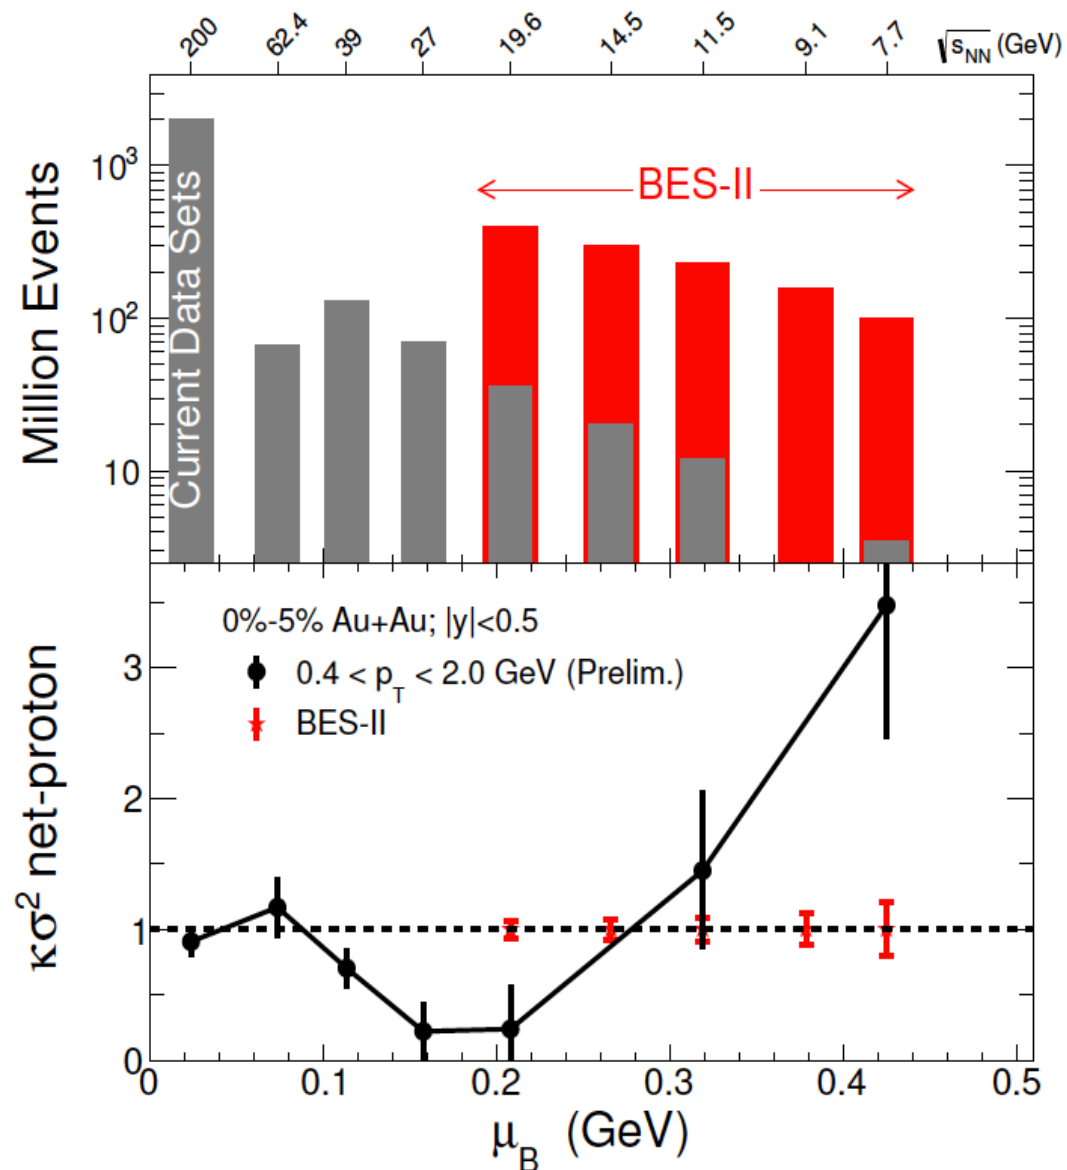 200 62.4 39 27 19.6 14.5 11.5 9.1 7.7 √sNN (GeV)
Million Events
10³
10²
10
Current Data Sets
BES-II
κσ² net-proton
0%-5% Au+Au; |y|<0.5
0.4 < pT < 2.0 GeV (Prelim.)
BES-II
3
2
1
0
0 0.1 0.2 0.3 0.4 0.5
μB (GeV)